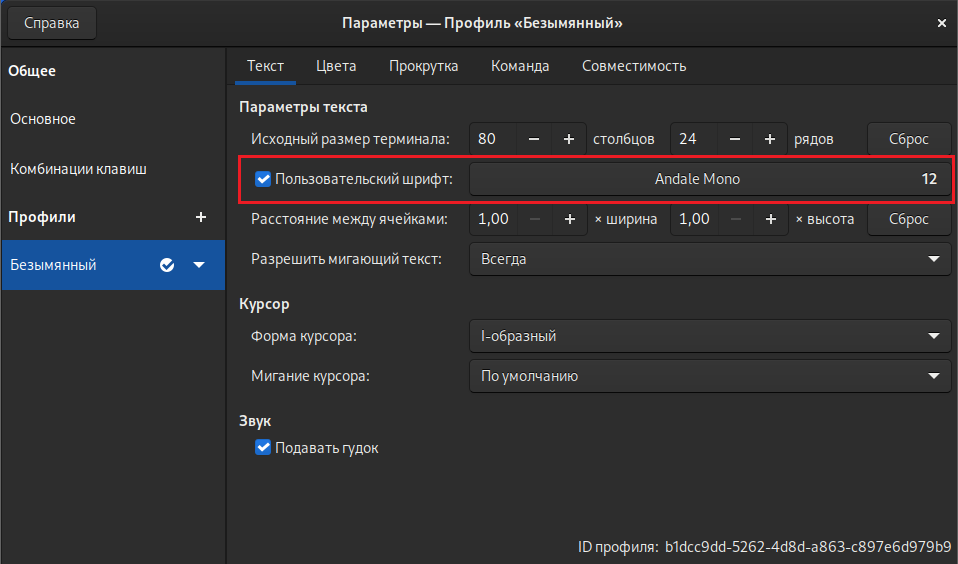 Справка
Параметры — Профиль «Безымянный»
×
Общее
Основное
Комбинации клавиш
Профили +
Безымянный
Текст Цвета Прокрутка Команда Совместимость
Параметры текста
Исходный размер терминала: 80 − + столбцов 24 − + рядов Сброс
Пользовательский шрифт: Andale Mono 12
Расстояние между ячейками: 1,00 − + × ширина 1,00 − + × высота Сброс
Разрешить мигающий текст: Всегда
Курсор
Форма курсора: I-образный
Мигание курсора: По умолчанию
Звук
Подавать гудок
ID профиля: b1dcc9dd-5262-4d8d-a863-c897e6d979b9